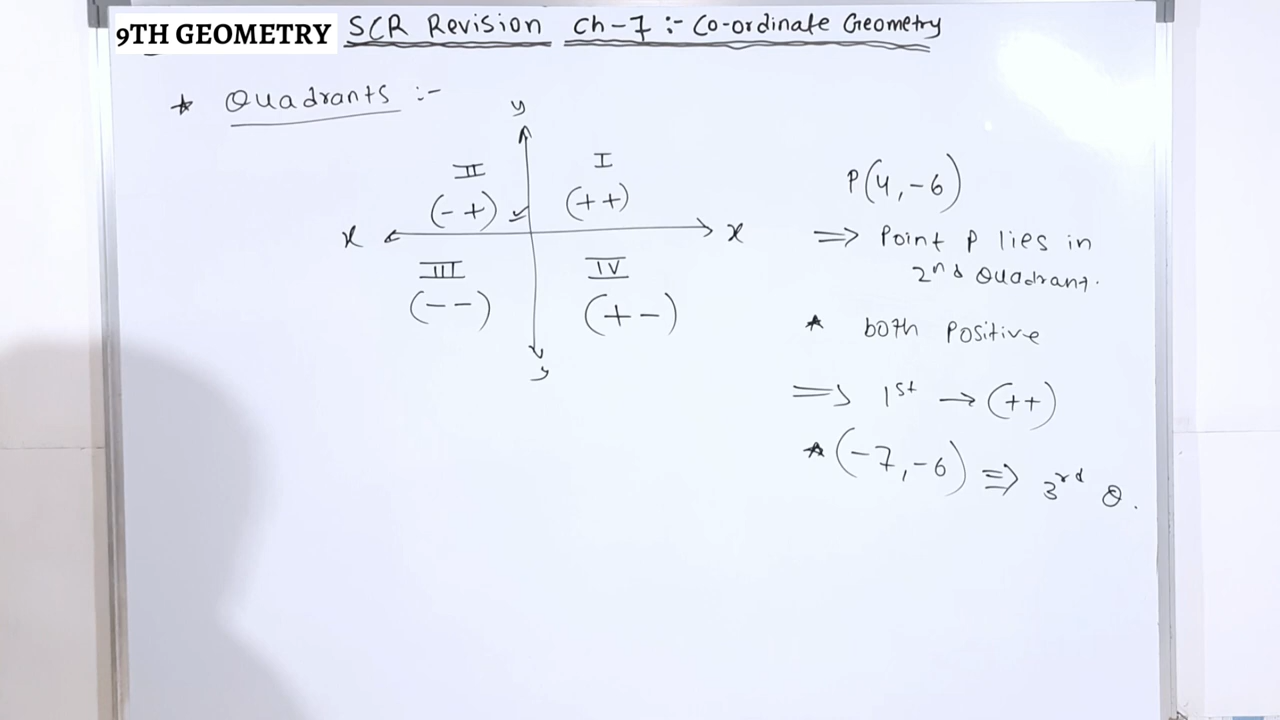 9TH GEOMETRY SCR Revision Ch-7 :- Co-ordinate Geometry
* Quadrants :-
y
II I
(- +) (++)
x x
III IV
(- -) (+ -)
y
P(4,-6)
=> Point P lies in
2nd Quadrant.
* both Positive
=> 1st → (++)
* (-7,-6) => 3rd Q.